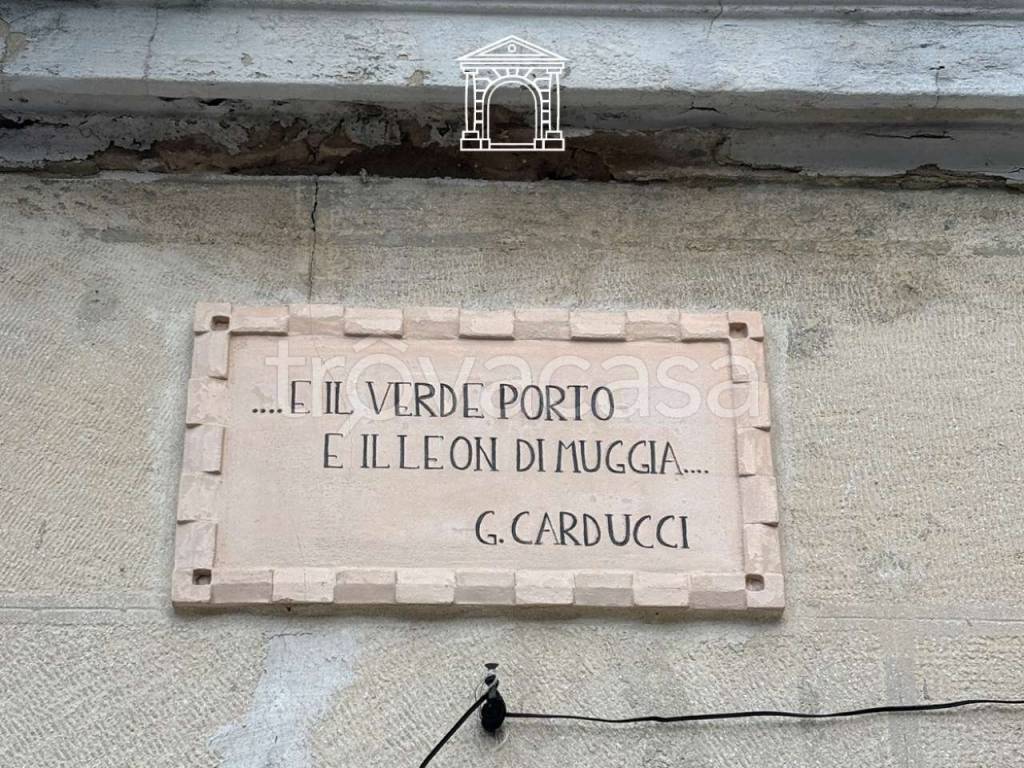 trovacasa
....E IL VERDE PORTO
E IL LEON DI MUGGIA....
G. CARDUCCI